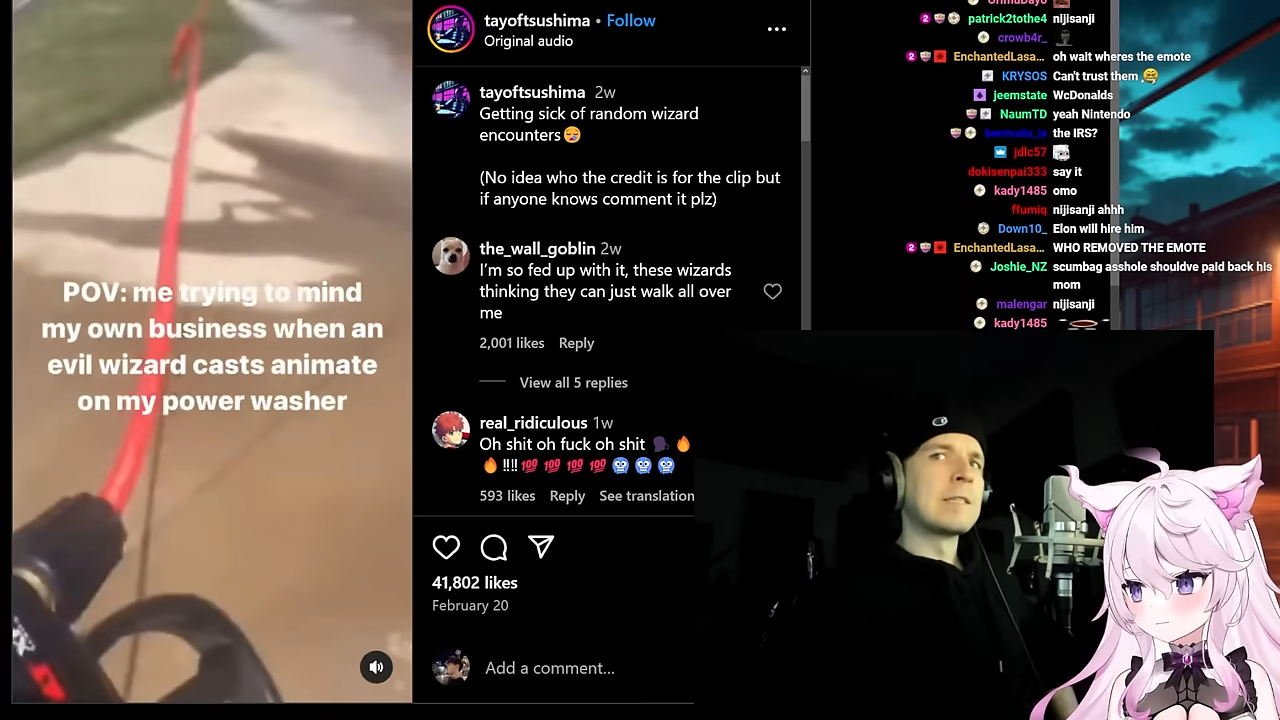 POV: me trying to mind
my own business when an
evil wizard casts animate
on my power washer
tayoftsushima • Follow
Original audio
tayoftsushima 2w
Getting sick of random wizard
encounters😪
(No idea who the credit is for the clip but
if anyone knows comment it plz)
the_wall_goblin 2w
I'm so fed up with it, these wizards
thinking they can just walk all over
me
2,001 likes Reply
View all 5 replies
real_ridiculous 1w
Oh shit oh fuck oh shit 🗣️ 🔥
🔥 ‼️‼️ 💯 💯 💯 💯 🥶 🥶 🥶
593 likes Reply See translation
41,802 likes
February 20
Add a comment...
patrick2tothe4 nijisanji
crowb4r_
EnchantedLasa... oh wait wheres the emote
KRYSOS Can't trust them
jeemstate WcDonalds
NaumTD yeah Nintendo
the IRS?
jdlc57
dokisenpai333 say it
kady1485 omo
ffumiq nijisanji ahhh
Down10_ Elon will hire him
EnchantedLasa... WHO REMOVED THE EMOTE
Joshie_NZ scumbag asshole shouldve paid back his
mom
malengar nijisanji
kady1485